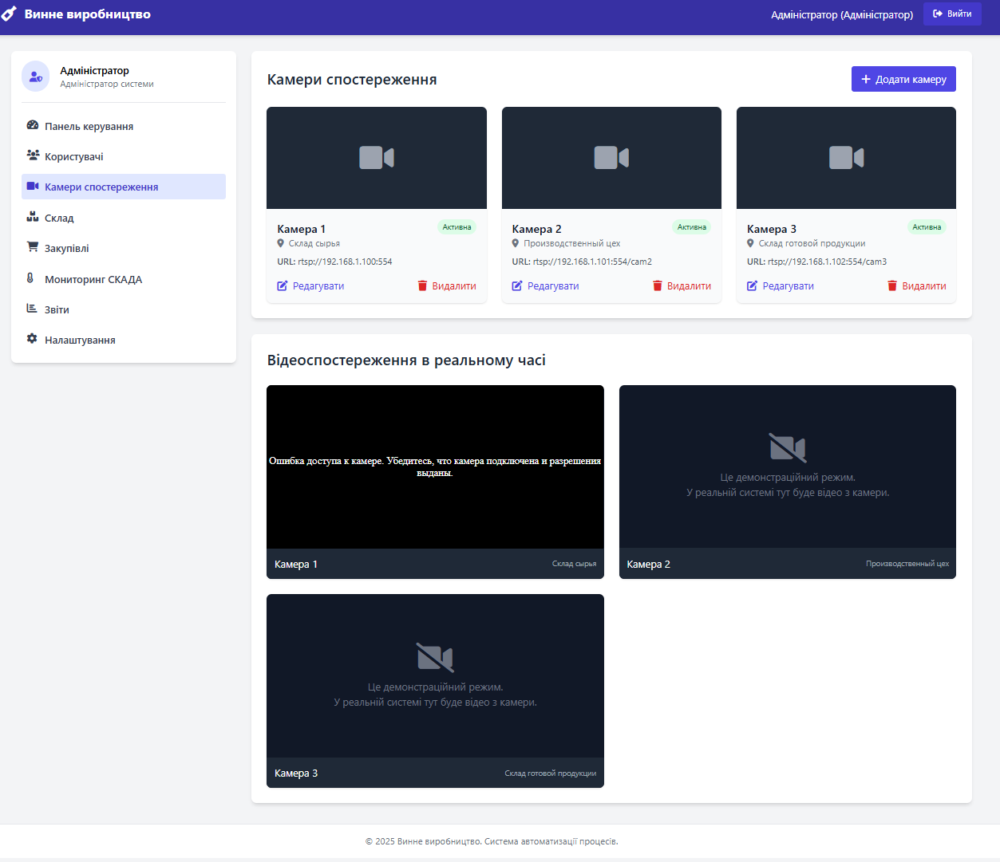 Винне виробництво
Адміністратор (Адміністратор)
Вийти
Адміністратор
Адміністратор системи
Панель керування
Користувачі
Камери спостереження
Склад
Закупівлі
Мониторинг СКАДА
Звіти
Налаштування
Камери спостереження
Додати камеру
Камера 1
Активна
Склад сырья
URL: rtsp://192.168.1.100:554
Редагувати
Видалити
Камера 2
Активна
Производственный цех
URL: rtsp://192.168.1.101:554/cam2
Редагувати
Видалити
Камера 3
Активна
Склад готовой продукции
URL: rtsp://192.168.1.102:554/cam3
Редагувати
Видалити
Відеоспостереження в реальному часі
Ошибка доступа к камере. Убедитесь, что камера подключена и разрешения
выданы.
Камера 1
Склад сырья
Це демонстраційний режим.
У реальній системі тут буде відео з камери.
Камера 2
Производственный цех
Це демонстраційний режим.
У реальній системі тут буде відео з камери.
Камера 3
Склад готовой продукции
© 2025 Винне виробництво. Система автоматизації процесів.